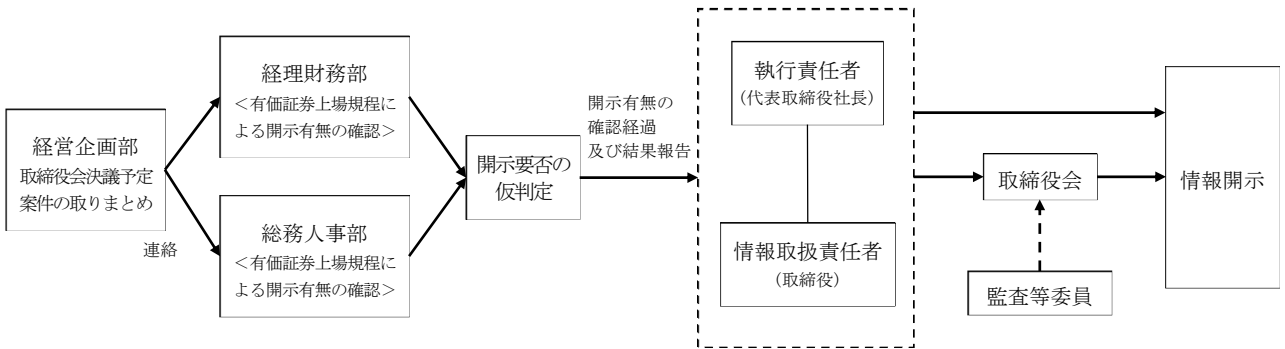 経営企画部
取締役会決議予定
案件の取りまとめ
連絡
経理財務部
<有価証券上場規程に
よる開示有無の確認>
総務人事部
<有価証券上場規程に
よる開示有無の確認>
開示要否の
仮判定
開示有無の
確認経過
及び結果報告
執行責任者
(代表取締役社長)
情報取扱責任者
(取締役)
取締役会
監査等委員
情報開示